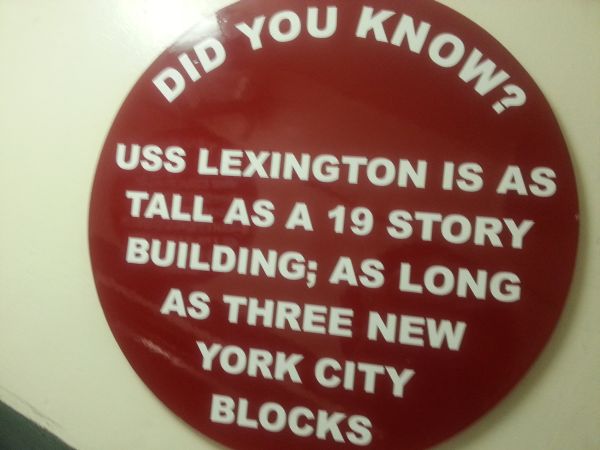 DID YOU KNOW?
USS LEXINGTON IS AS
TALL AS A 19 STORY
BUILDING; AS LONG
AS THREE NEW
YORK CITY
BLOCKS